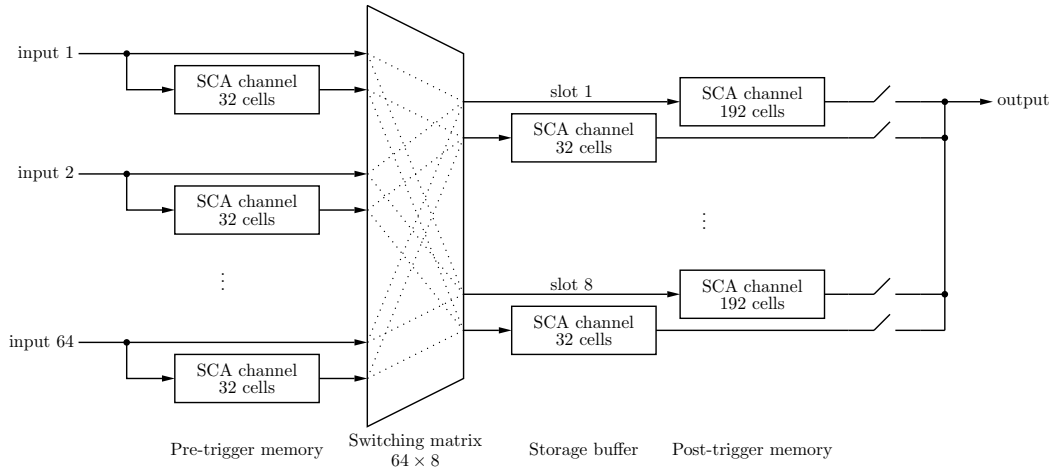 input 1
SCA channel
32 cells
input 2
SCA channel
32 cells
⋮
input 64
SCA channel
32 cells
slot 1
SCA channel
192 cells
SCA channel
32 cells
output
⋮
slot 8
SCA channel
192 cells
SCA channel
32 cells
Pre-trigger memory
Switching matrix
64 × 8
Storage buffer
Post-trigger memory